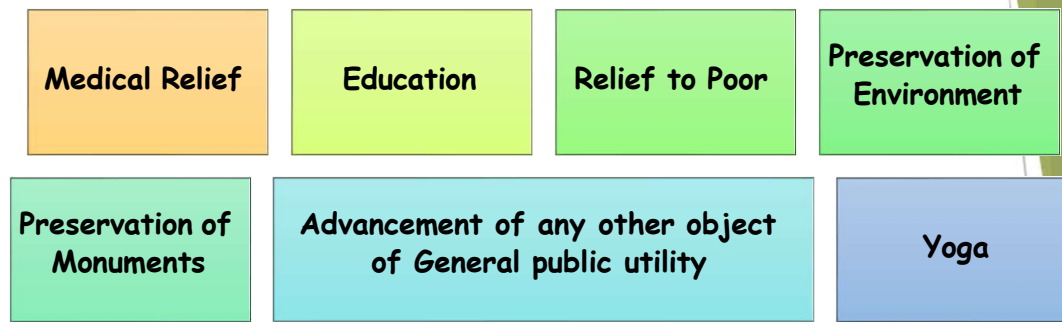 Medical Relief
Education
Relief to Poor
Preservation of
Environment
Preservation of
Monuments
Advancement of any other object
of General public utility
Yoga